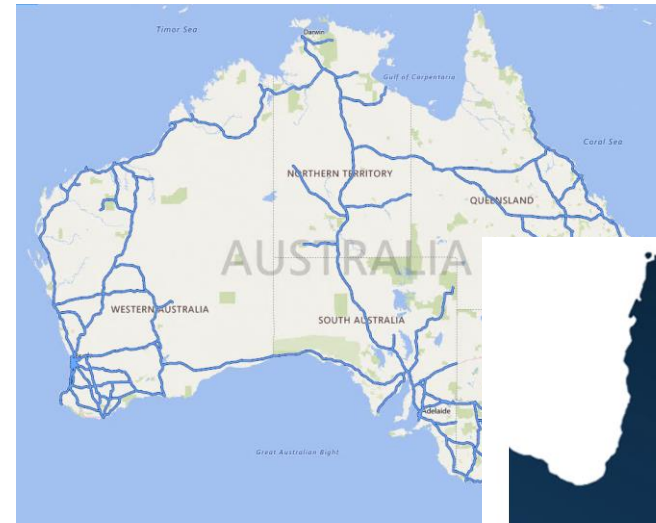 Timor Sea
Darwin
Gulf of Carpentaria
Coral Sea
NORTHERN TERRITORY
QUEENSLAND
AUSTRALIA
WESTERN AUSTRALIA
SOUTH AUSTRALIA
Adelaide
Great Australian Bight